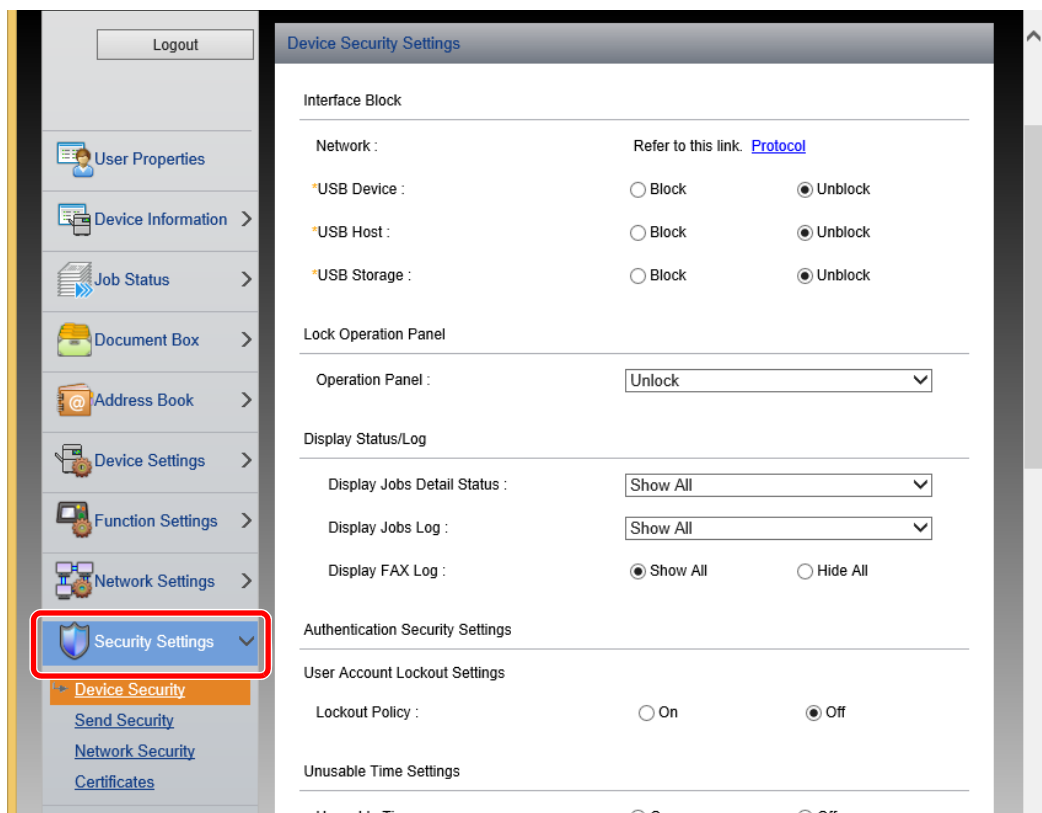 Logout
User Properties
Device Information
Job Status
Document Box
@
Address Book
Device Settings
Function Settings
Network Settings
Security Settings
Device Security
Send Security
Network Security
Certificates
Device Security Settings
Interface Block
Network : Refer to this link. Protocol
*USB Device : Block Unblock
*USB Host : Block Unblock
*USB Storage : Block Unblock
Lock Operation Panel
Operation Panel : Unlock
Display Status/Log
Display Jobs Detail Status : Show All
Display Jobs Log : Show All
Display FAX Log : Show All Hide All
Authentication Security Settings
User Account Lockout Settings
Lockout Policy : On Off
Unusable Time Settings